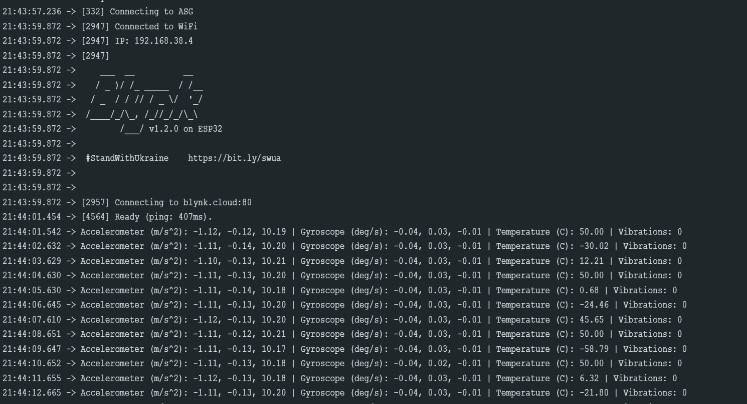 21:43:57.236 -> [332] Connecting to ASG
21:43:59.872 -> [2947] Connected to WiFi
21:43:59.872 -> [2947] IP: 192.168.38.4
21:43:59.872 -> [2947]
21:43:59.872 ->     ___  __          __
21:43:59.872 ->    / _ )/ /_ _____  / /__
21:43:59.872 ->   / _  / / // / _ \/  '_/
21:43:59.872 ->  /____/_/\_, /_//_/_/\_\
21:43:59.872 ->         /___/ v1.2.0 on ESP32
21:43:59.872 ->
21:43:59.872 ->  #StandWithUkraine    https://bit.ly/swua
21:43:59.872 ->
21:43:59.872 ->
21:43:59.872 -> [2957] Connecting to blynk.cloud:80
21:44:01.454 -> [4564] Ready (ping: 407ms).
21:44:01.542 -> Accelerometer (m/s^2): -1.12, -0.12, 10.19 | Gyroscope (deg/s): -0.04, 0.03, -0.01 | Temperature (C): 50.00 | Vibrations: 0
21:44:02.632 -> Accelerometer (m/s^2): -1.11, -0.14, 10.20 | Gyroscope (deg/s): -0.04, 0.03, -0.01 | Temperature (C): -30.02 | Vibrations: 0
21:44:03.629 -> Accelerometer (m/s^2): -1.10, -0.13, 10.21 | Gyroscope (deg/s): -0.04, 0.03, -0.01 | Temperature (C): 12.21 | Vibrations: 0
21:44:04.630 -> Accelerometer (m/s^2): -1.11, -0.13, 10.20 | Gyroscope (deg/s): -0.04, 0.03, -0.01 | Temperature (C): 50.00 | Vibrations: 0
21:44:05.630 -> Accelerometer (m/s^2): -1.11, -0.14, 10.18 | Gyroscope (deg/s): -0.04, 0.03, -0.01 | Temperature (C): 0.68 | Vibrations: 0
21:44:06.645 -> Accelerometer (m/s^2): -1.11, -0.13, 10.20 | Gyroscope (deg/s): -0.04, 0.03, -0.01 | Temperature (C): -24.46 | Vibrations: 0
21:44:07.610 -> Accelerometer (m/s^2): -1.12, -0.13, 10.20 | Gyroscope (deg/s): -0.04, 0.03, -0.01 | Temperature (C): 45.65 | Vibrations: 0
21:44:08.651 -> Accelerometer (m/s^2): -1.11, -0.12, 10.21 | Gyroscope (deg/s): -0.04, 0.03, -0.01 | Temperature (C): 50.00 | Vibrations: 0
21:44:09.647 -> Accelerometer (m/s^2): -1.11, -0.13, 10.17 | Gyroscope (deg/s): -0.04, 0.03, -0.01 | Temperature (C): -58.79 | Vibrations: 0
21:44:10.652 -> Accelerometer (m/s^2): -1.11, -0.13, 10.18 | Gyroscope (deg/s): -0.04, 0.02, -0.01 | Temperature (C): 50.00 | Vibrations: 0
21:44:11.655 -> Accelerometer (m/s^2): -1.12, -0.13, 10.18 | Gyroscope (deg/s): -0.04, 0.03, -0.01 | Temperature (C): 6.32 | Vibrations: 0
21:44:12.665 -> Accelerometer (m/s^2): -1.11, -0.13, 10.20 | Gyroscope (deg/s): -0.04, 0.03, -0.01 | Temperature (C): -21.80 | Vibrations: 0